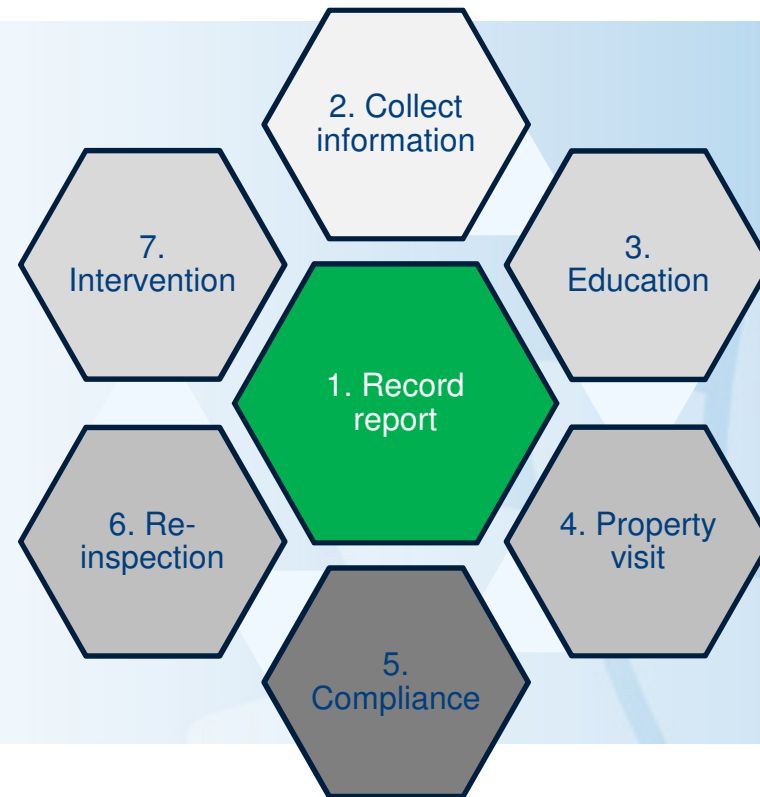 1. Record
report
2. Collect
information
3.
Education
4. Property
visit
5.
Compliance
6. Re-
inspection
7.
Intervention